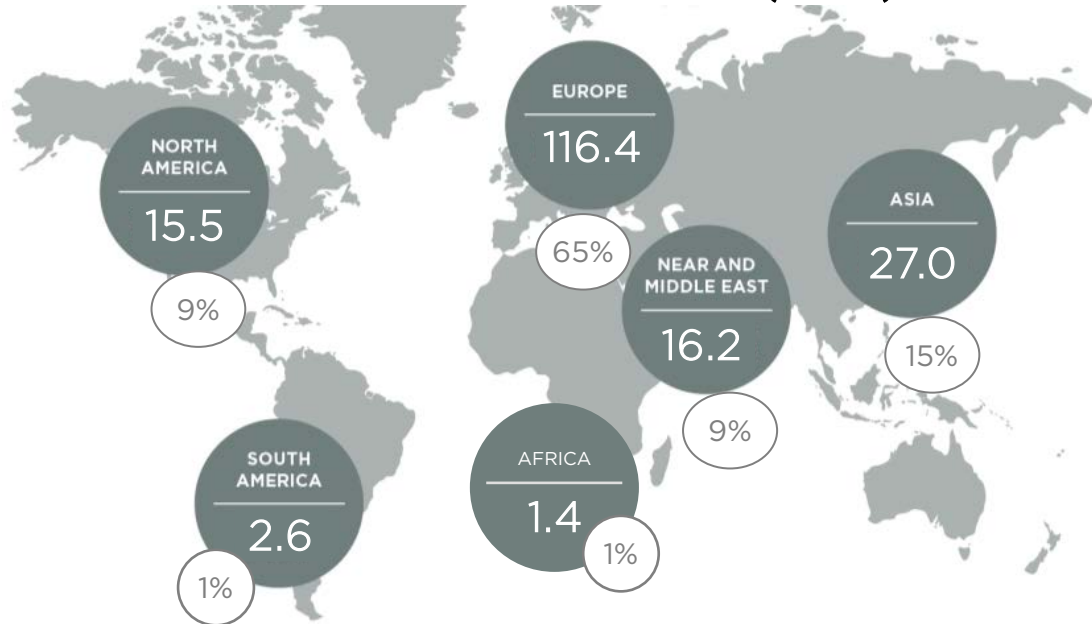 NORTH
AMERICA
15.5
9%
EUROPE
116.4
65%
NEAR AND
MIDDLE EAST
16.2
9%
ASIA
27.0
15%
SOUTH
AMERICA
2.6
1%
AFRICA
1.4
1%